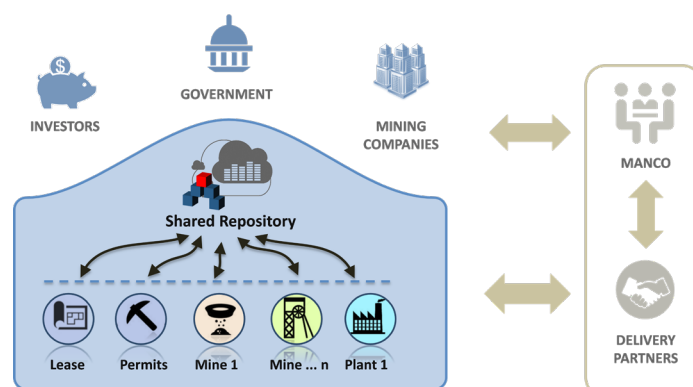 $
GOVERNMENT
INVESTORS
MINING
COMPANIES
MANCO
Shared Repository
Lease
Permits
Mine 1
Mine ... n
Plant 1
DELIVERY
PARTNERS